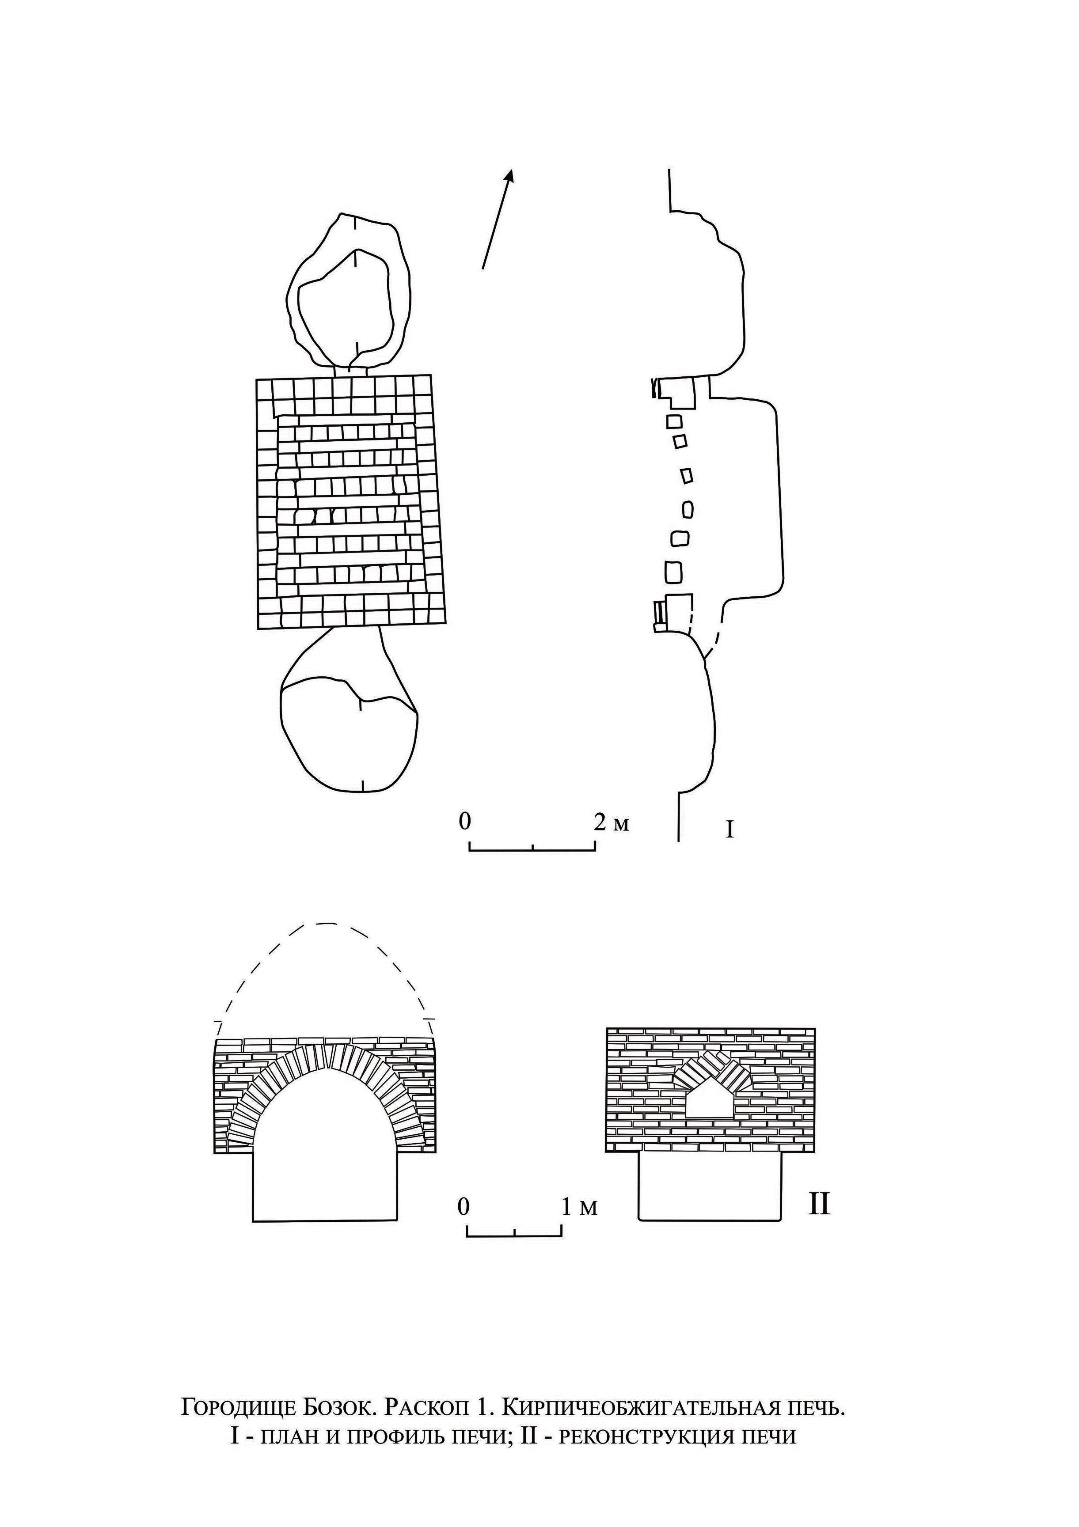 0 2 м
I
0 1 м
II
Городище Бозок. Раскоп 1. Кирпичеобжигательная печь.
I - план и профиль печи; II - реконструкция печи